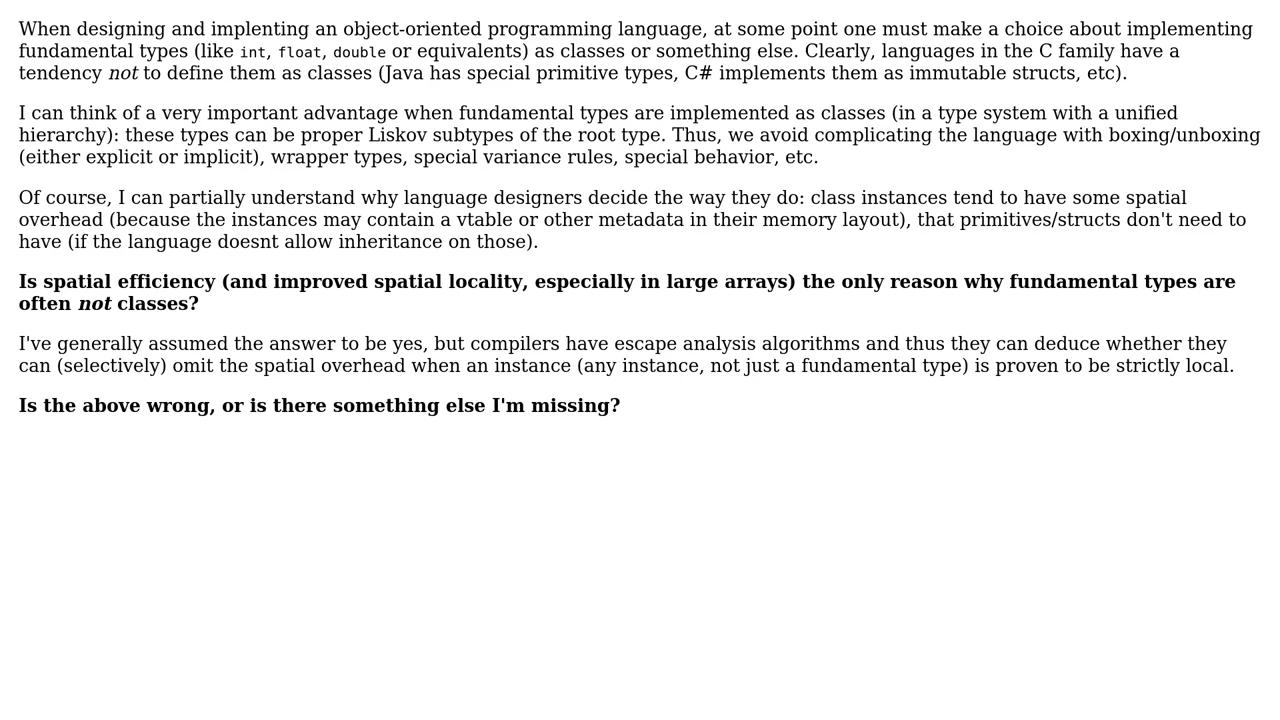 When designing and implenting an object-oriented programming language, at some point one must make a choice about implementing
fundamental types (like int, float, double or equivalents) as classes or something else. Clearly, languages in the C family have a
tendency not to define them as classes (Java has special primitive types, C# implements them as immutable structs, etc).
I can think of a very important advantage when fundamental types are implemented as classes (in a type system with a unified
hierarchy): these types can be proper Liskov subtypes of the root type. Thus, we avoid complicating the language with boxing/unboxing
(either explicit or implicit), wrapper types, special variance rules, special behavior, etc.
Of course, I can partially understand why language designers decide the way they do: class instances tend to have some spatial
overhead (because the instances may contain a vtable or other metadata in their memory layout), that primitives/structs don't need to
have (if the language doesnt allow inheritance on those).
Is spatial efficiency (and improved spatial locality, especially in large arrays) the only reason why fundamental types are
often not classes?
I've generally assumed the answer to be yes, but compilers have escape analysis algorithms and thus they can deduce whether they
can (selectively) omit the spatial overhead when an instance (any instance, not just a fundamental type) is proven to be strictly local.
Is the above wrong, or is there something else I'm missing?